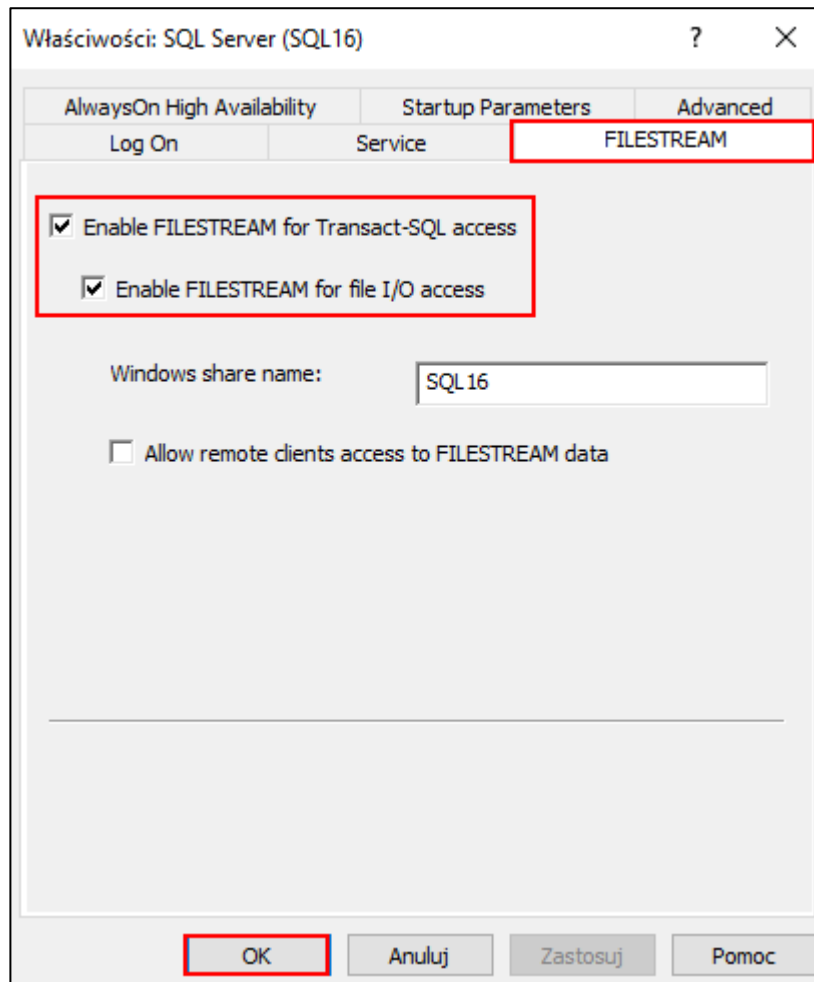 Właściwości: SQL Server (SQL16)
?
AlwaysOn High Availability Startup Parameters Advanced
Log On Service FILESTREAM
Enable FILESTREAM for Transact-SQL access
Enable FILESTREAM for file I/O access
Windows share name: SQL16
Allow remote clients access to FILESTREAM data
OK Anuluj Zastosuj Pomoc